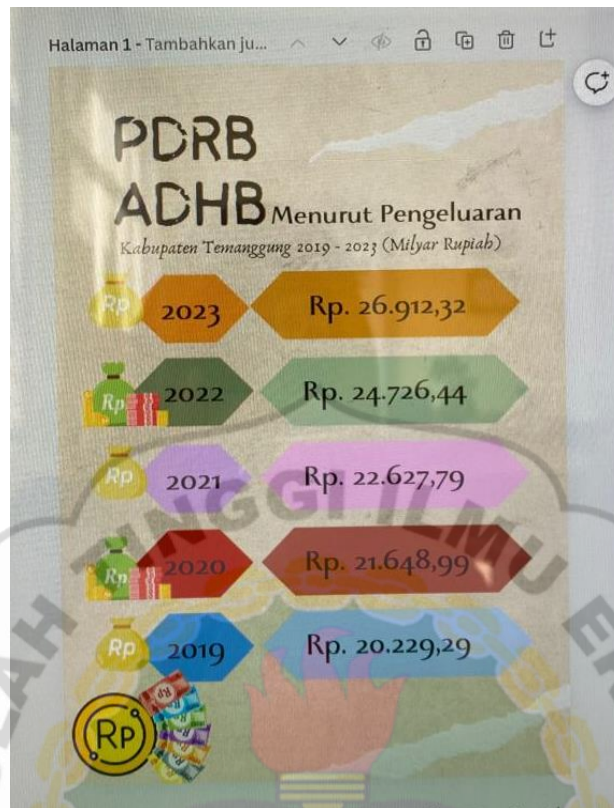 Halaman 1 - Tambahkan ju...
PDRB
ADHB Menurut Pengeluaran
Kabupaten Temanggung 2019 - 2023 (Milyar Rupiah)
Rp 2023 Rp. 26.912,32
Rp 2022 Rp. 24.726,44
Rp 2021 Rp. 22.627,79
Rp 2020 Rp. 21.648,99
Rp 2019 Rp. 20.229,29
RP
TINGGI ILMU